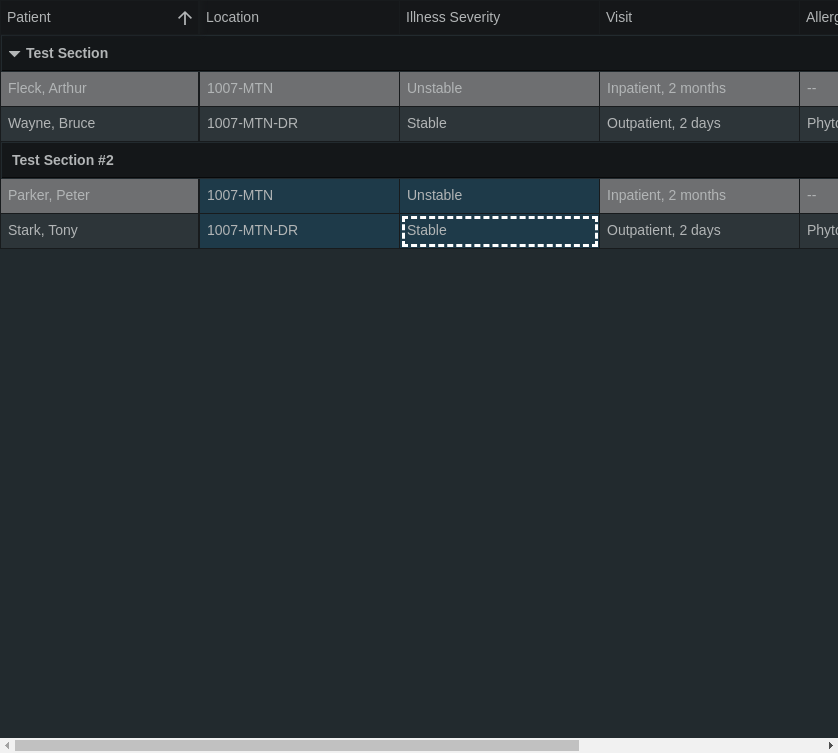 Patient Location Illness Severity Visit Allerg
Test Section
Fleck, Arthur 1007-MTN Unstable Inpatient, 2 months --
Wayne, Bruce 1007-MTN-DR Stable Outpatient, 2 days Phyto
Test Section #2
Parker, Peter 1007-MTN Unstable Inpatient, 2 months --
Stark, Tony 1007-MTN-DR Stable Outpatient, 2 days Phyto